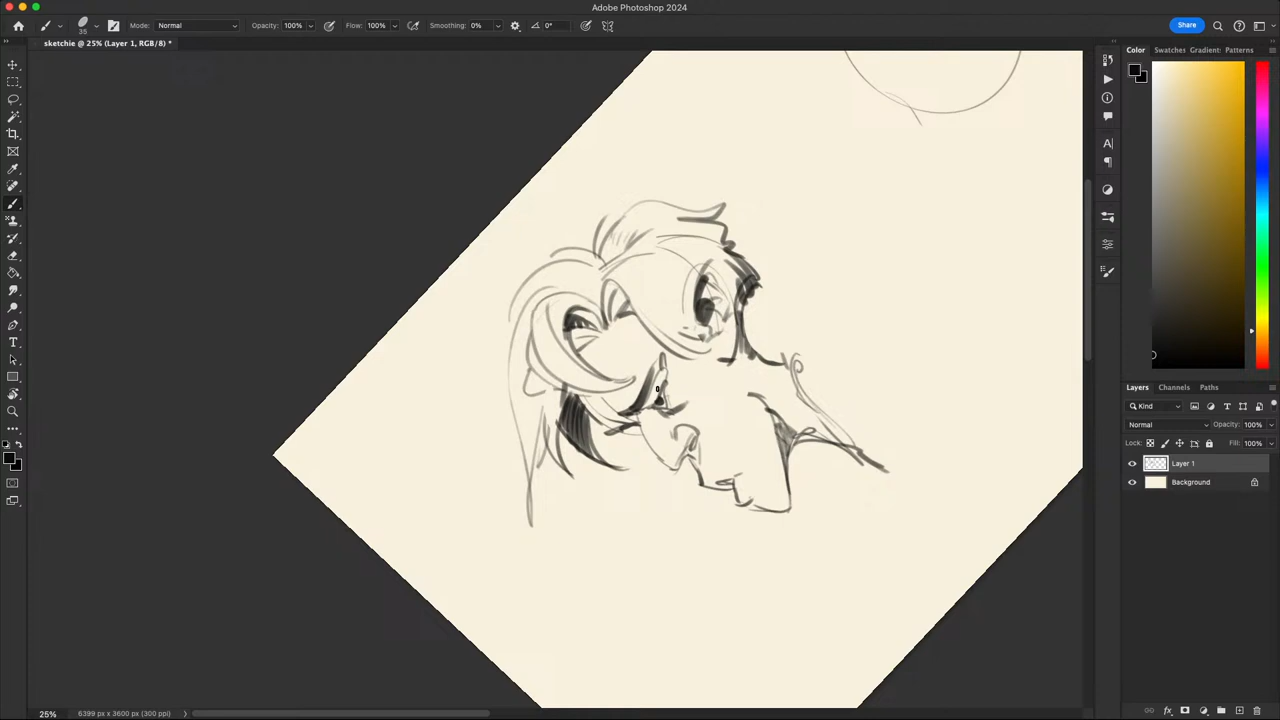 Adobe Photoshop 2024
35
Mode: Normal
Opacity: 100%
Flow: 100%
Smoothing: 0%
0°
Share
sketchie @ 25% (Layer 1, RGB/8) *
Color
Swatches
Gradient:
Patterns
Layers
Channels
Paths
Kind
Normal
Opacity: 100%
Lock:
Fill: 100%
Layer 1
Background
25%
6399 px x 3600 px (300 ppi)